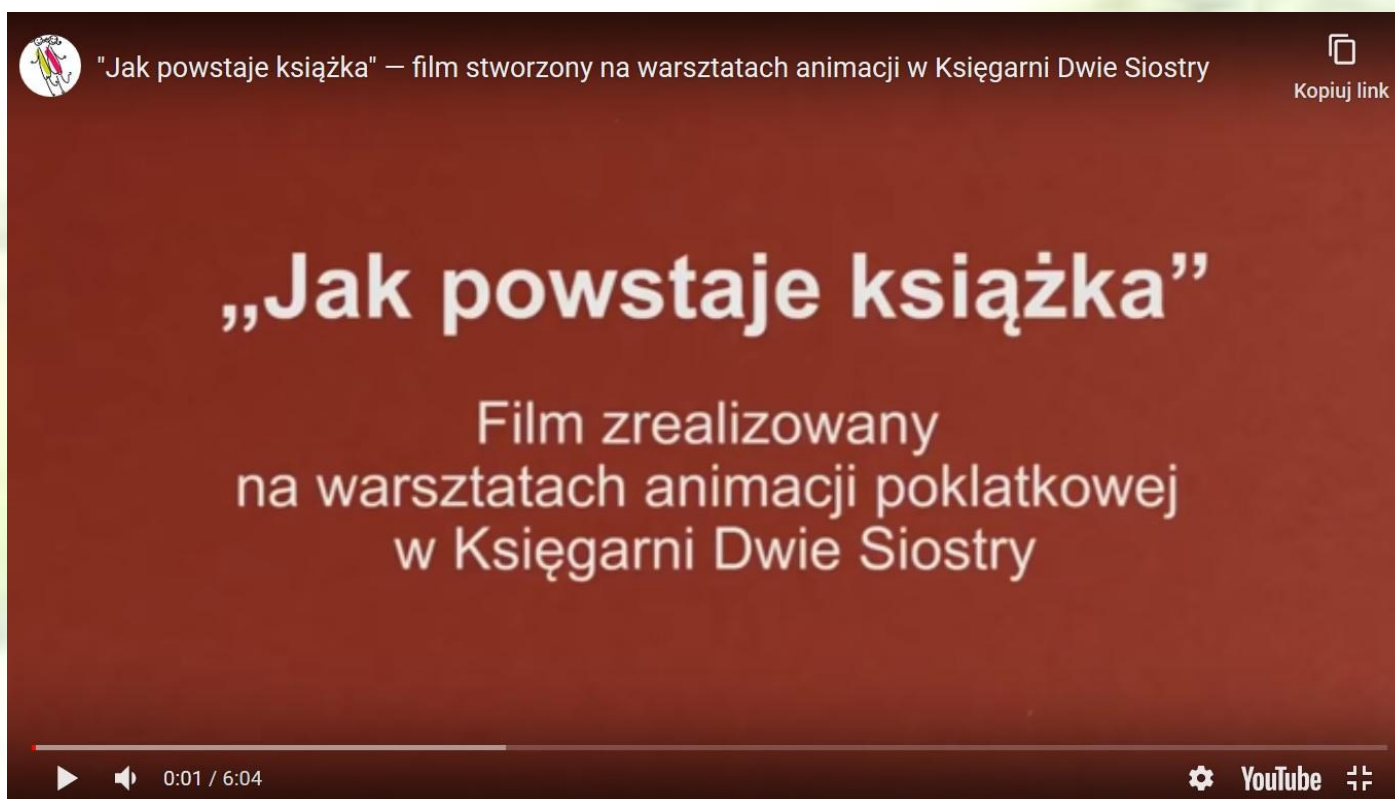 "Jak powstaje książka" — film stworzony na warsztatach animacji w Księgarni Dwie Siostry
Kopiuj link
„Jak powstaje książka”
Film zrealizowany
na warsztatach animacji poklatkowej
w Księgarni Dwie Siostry
0:01 / 6:04
YouTube